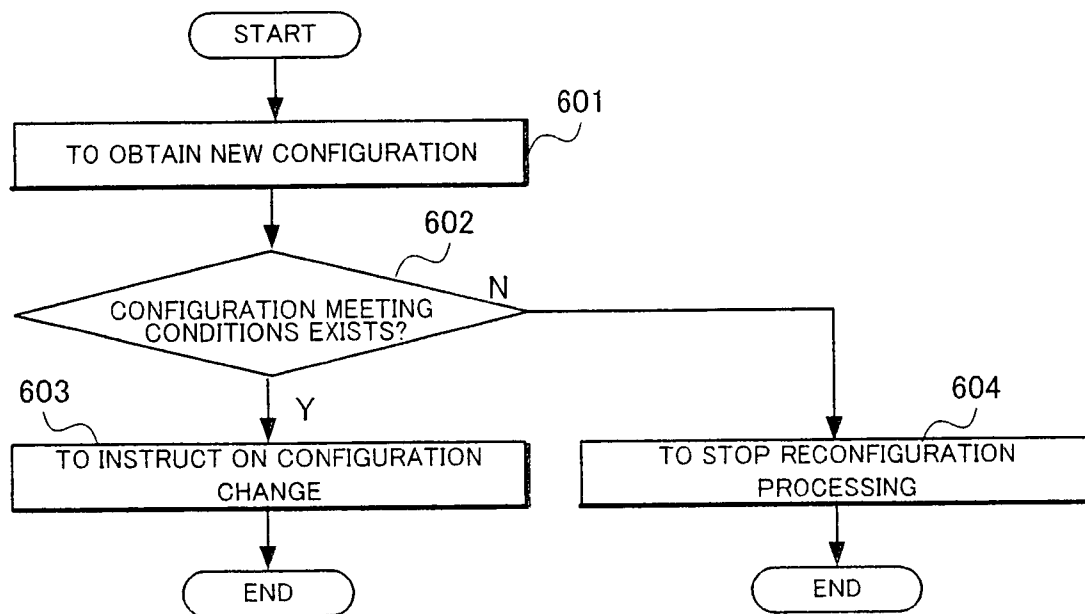 START
601
TO OBTAIN NEW CONFIGURATION
602
N
CONFIGURATION MEETING
CONDITIONS EXISTS?
603
Y
604
TO INSTRUCT ON CONFIGURATION
CHANGE
TO STOP RECONFIGURATION
PROCESSING
END
END